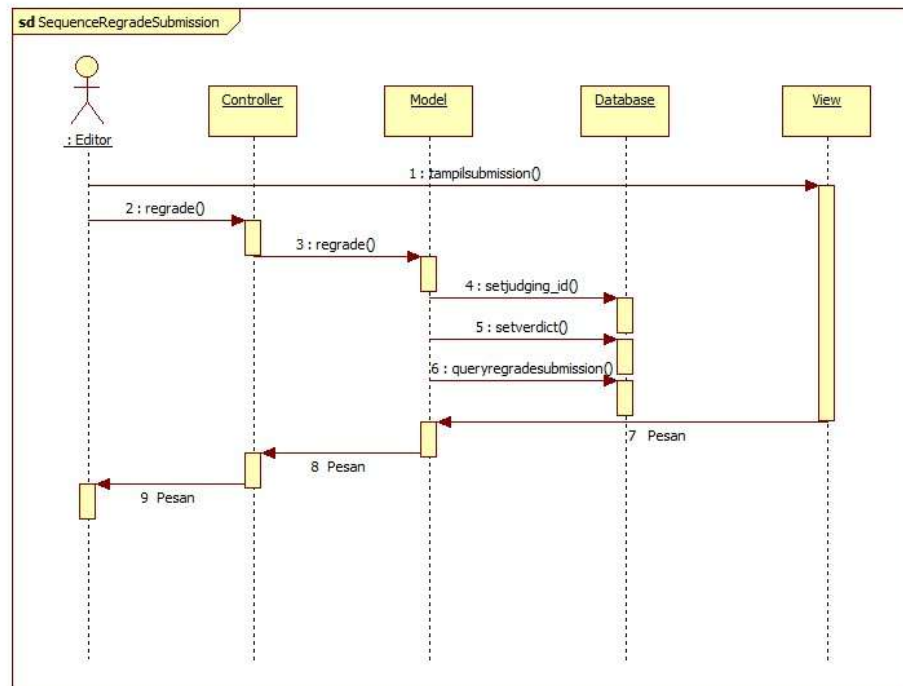 sd SequenceRegradeSubmission
: Editor
Controller
Model
Database
View
1 : tampilsubmission()
2 : regrade()
3 : regrade()
4 : setjudging_id()
5 : setverdict()
6 : queryregradesubmission()
7 Pesan
8 Pesan
9 Pesan